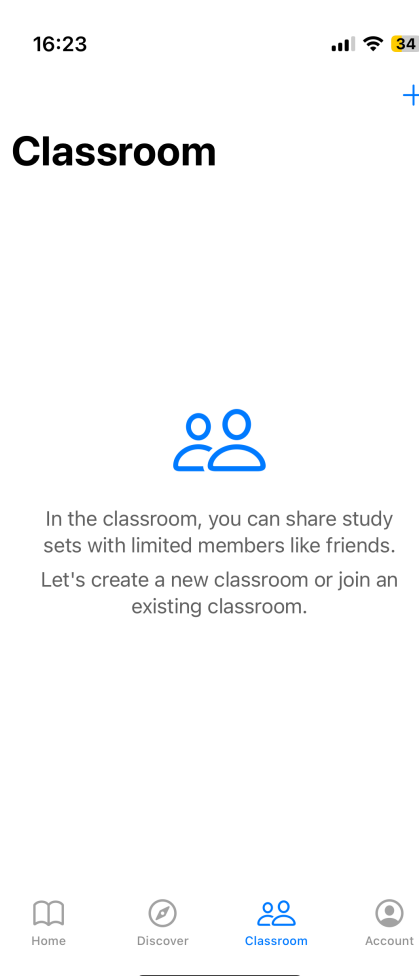 16:23
34
Classroom
In the classroom, you can share study
sets with limited members like friends.
Let's create a new classroom or join an
existing classroom.
Home
Discover
Classroom
Account